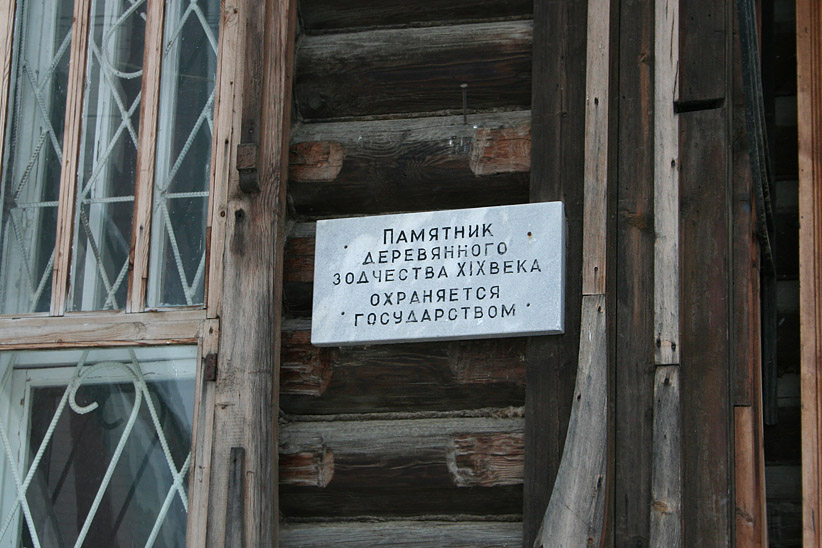 ПАМЯТНИК
ДЕРЕВЯННОГО
ЗОДЧЕСТВА XIXВЕКА
ОХРАНЯЕТСЯ
ГОСУДАРСТВОМ